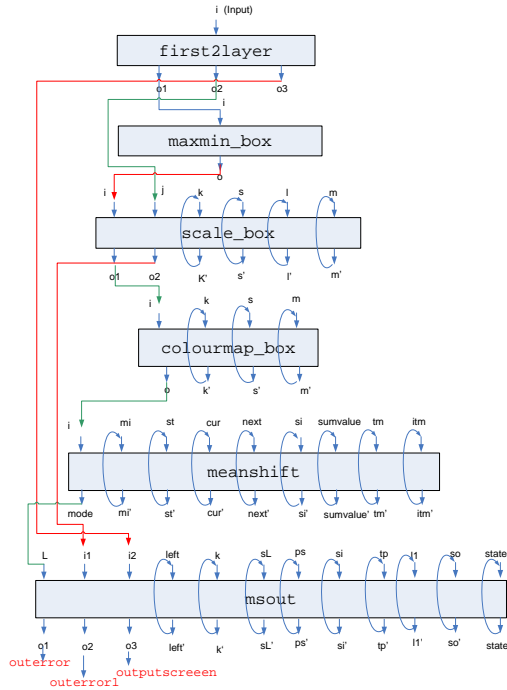 i (Input)
first2layer
o1 o2 o3
i
maxmin_box
o
i j k s l m
scale_box
o1 o2 K' s' l' m'
i k s m
colourmap_box
o k' s' m'
i mi st cur next si sumvalue tm itm
meanshift
mode mi' st' cur' next' si' sumvalue' tm' itm'
L i1 i2 left k sL ps si tp l1 so state
msout
o1 o2 o3 left' k' sL' ps' si' tp' l1' so' state
outerror outerror1 outputscreeen